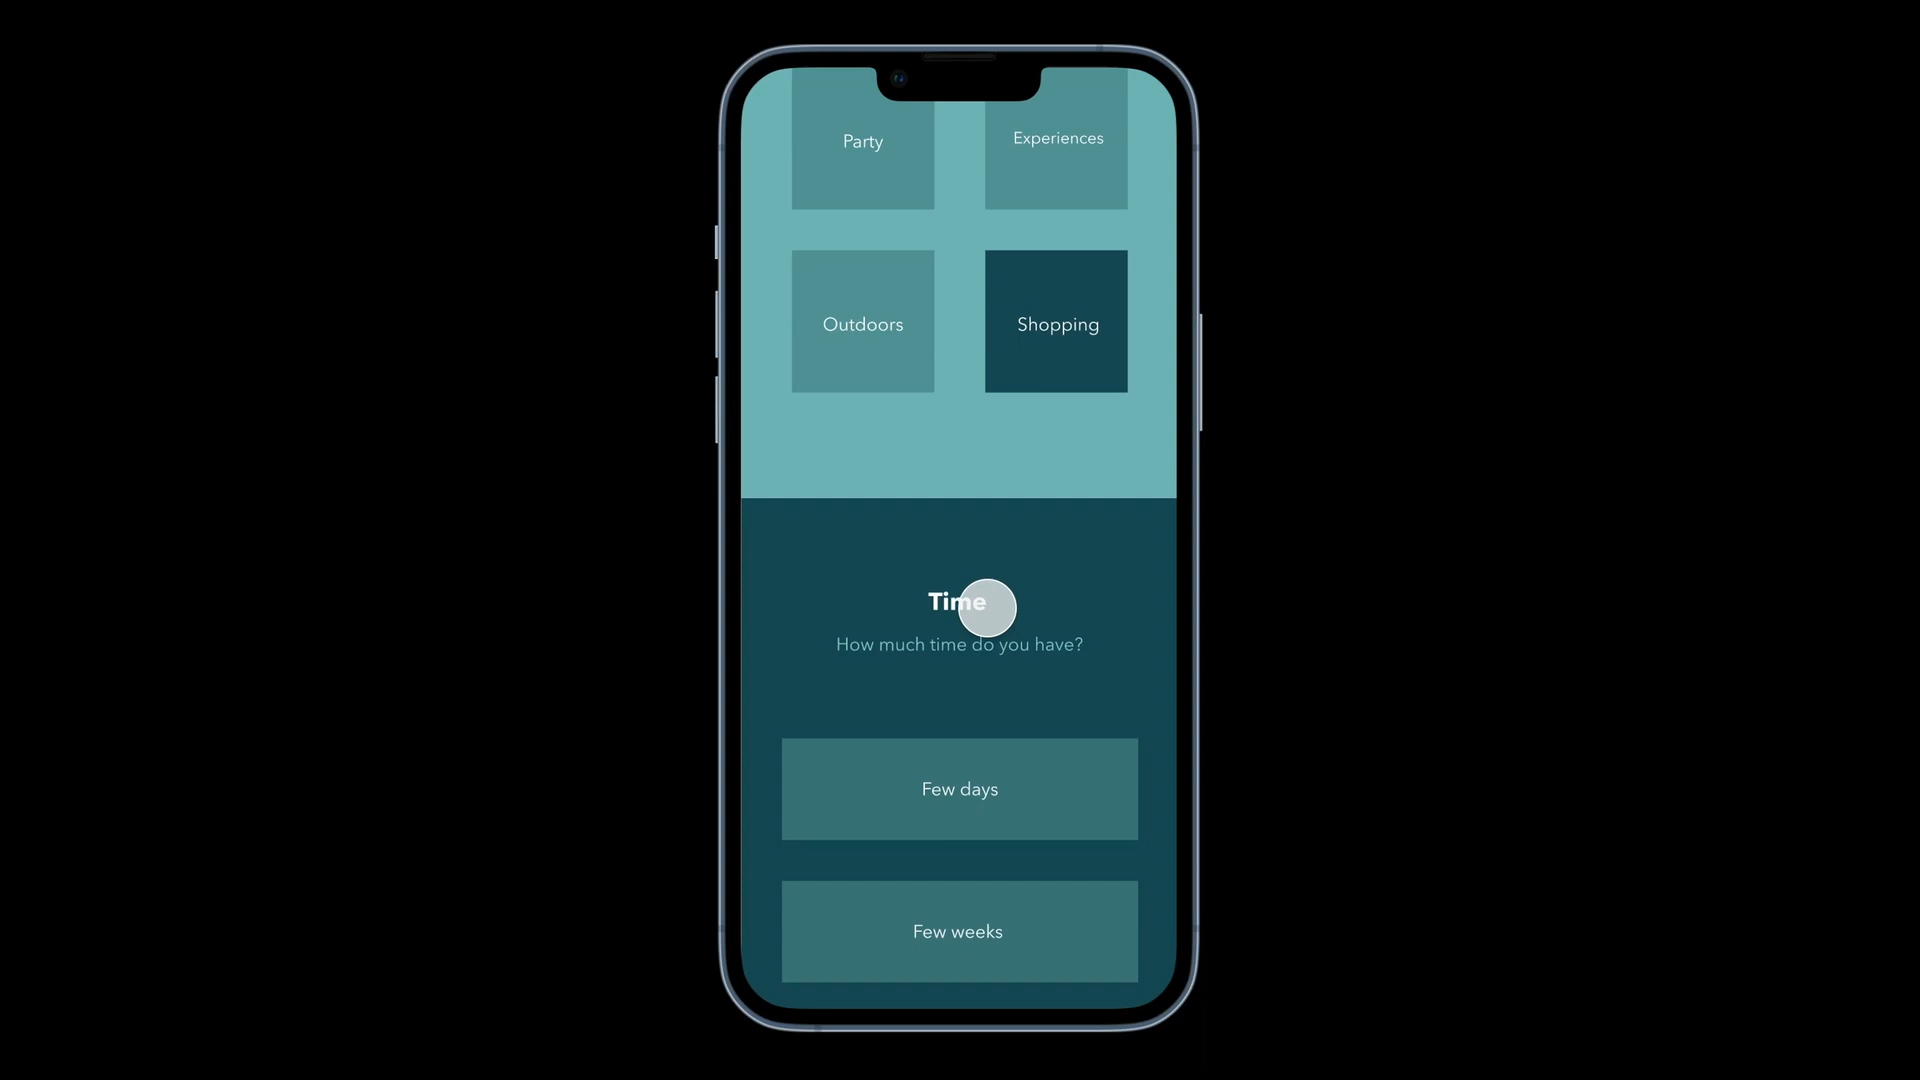 Party
Experiences
Outdoors
Shopping
Time
How much time do you have?
Few days
Few weeks